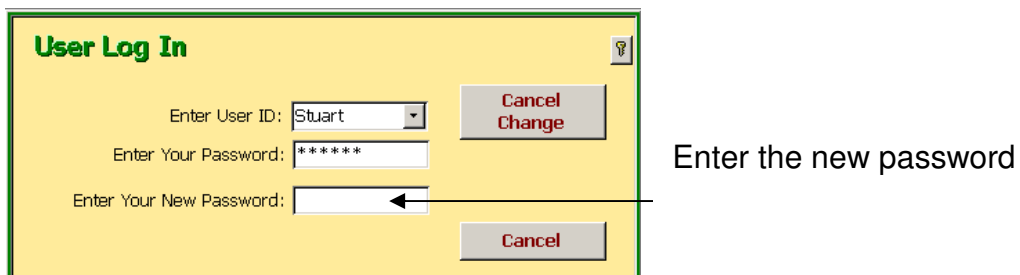 User Log In
Enter User ID: Stuart
Cancel
Change
Enter Your Password: ******
Enter the new password
Enter Your New Password:
Cancel